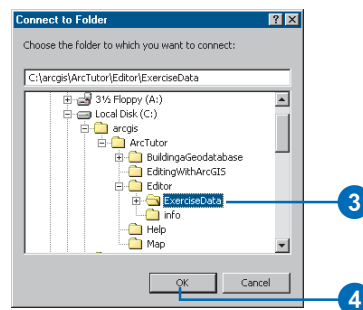 Connect to Folder
Choose the folder to which you want to connect:
C:\arcgis\ArcTutor\Editor\ExerciseData
3½ Floppy (A:)
Local Disk (C:)
arcgis
ArcTutor
BuildingaGeodatabase
EditingWithArcGIS
Editor
ExerciseData
3
info
Help
Map
OK
Cancel
4